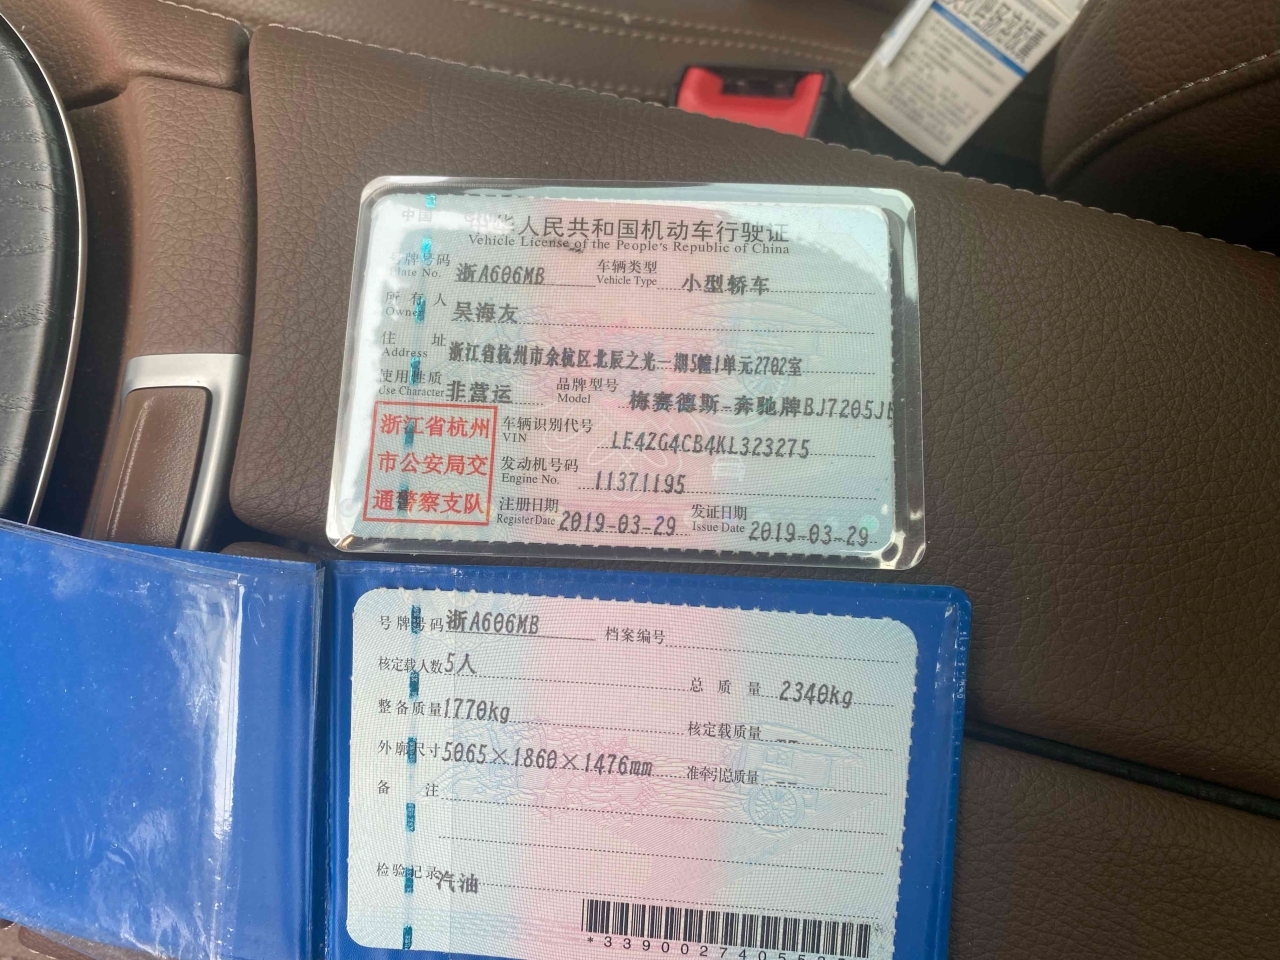 中国
中华人民共和国机动车行驶证
Vehicle License of the People's Republic of China
号牌号码 浙A606MB 车辆类型 小型轿车
Plate No. Vehicle Type
所有人 吴海友
Owner
住址 浙江省杭州市余杭区北辰之光一期5幢1单元2702室
Address
使用性质 非营运 品牌型号 梅赛德斯-奔驰牌BJ7205JE
Use Character Model
浙江省杭州
市公安局交
通警察支队
车辆识别代号 LE4ZG4CB4KL323275
VIN
发动机号码 11371195
Engine No.
注册日期 2019-03-29 发证日期 2019-03-29
Register Date Issue Date
号牌号码 浙A606MB 档案编号
核定载人数 5人 总质量 2340kg
整备质量 1770kg 核定载质量 --
外廓尺寸 5065×1860×1476mm 准牵引总质量 --
备注
检验记录 汽油